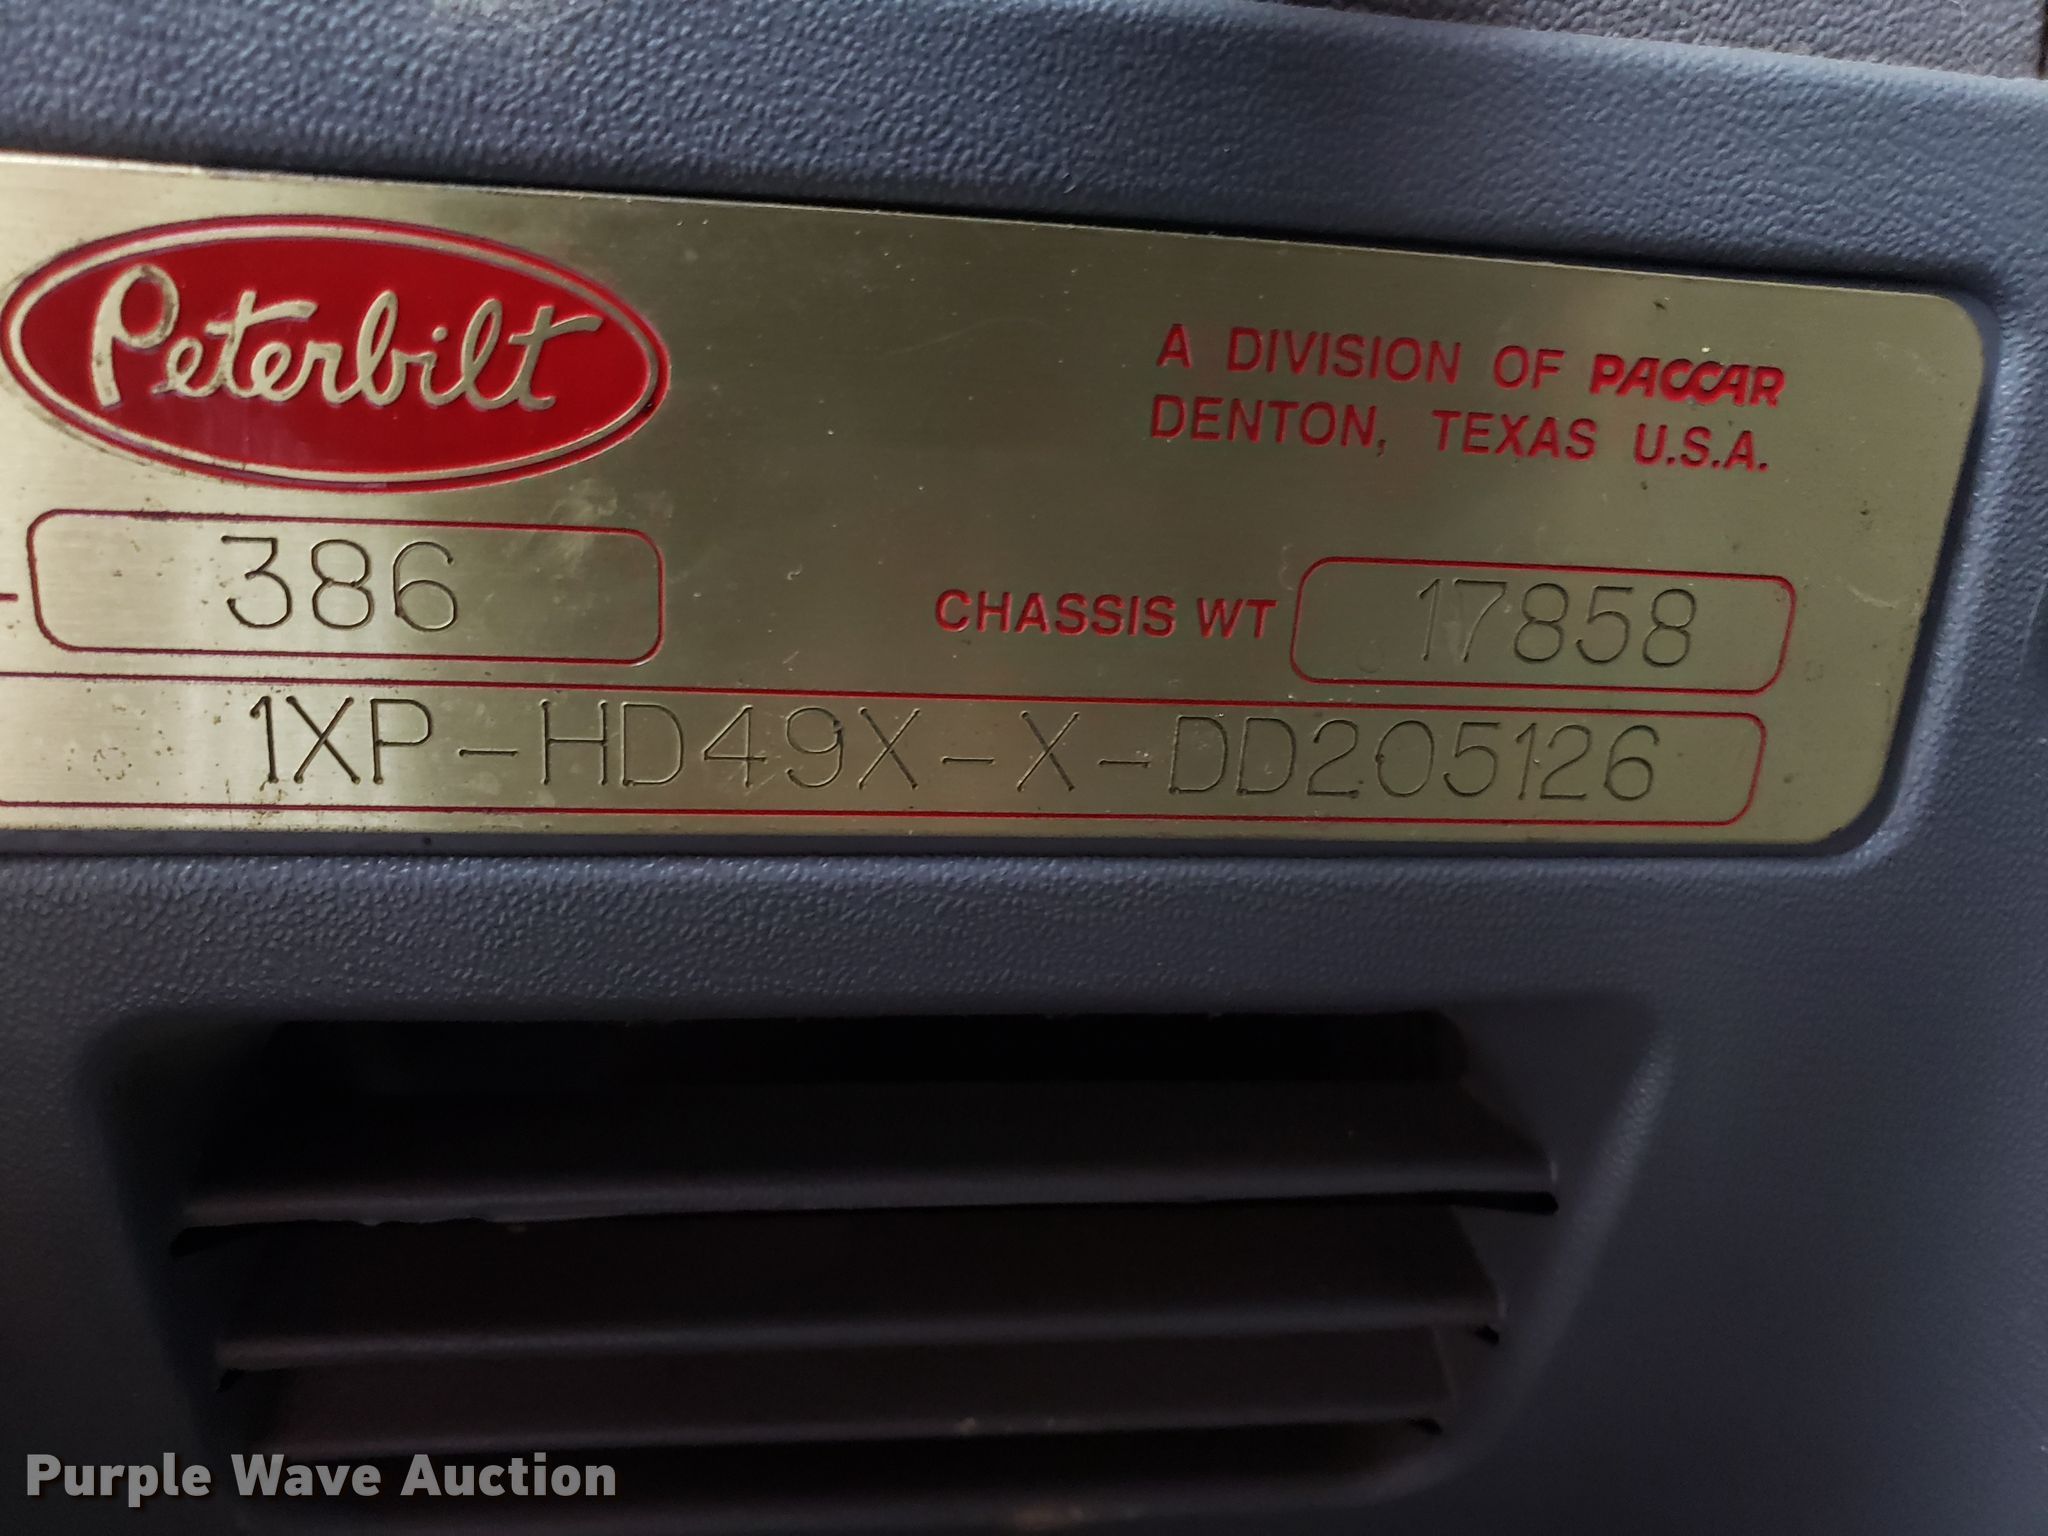 Peterbilt
A DIVISION OF PACCAR
DENTON, TEXAS U.S.A.
386
CHASSIS WT 17858
1XP-HD49X-X-DD205126
Purple Wave Auction